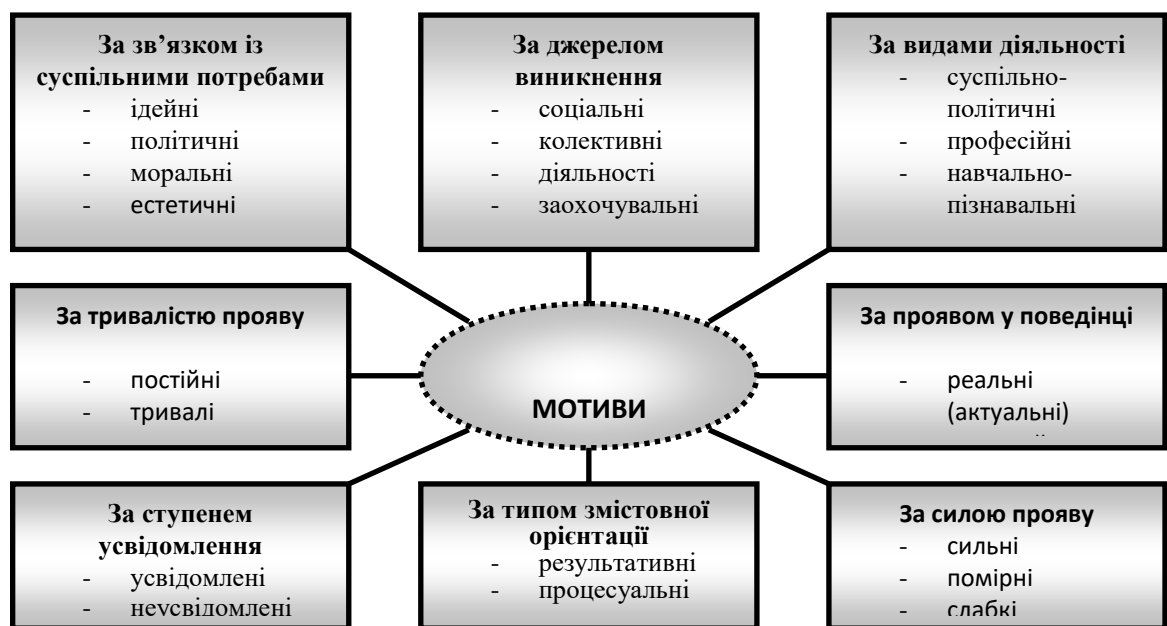 За зв’язком із
суспільними потребами
- ідейні
- політичні
- моральні
- естетичні
За джерелом
виникнення
- соціальні
- колективні
- діяльності
- заохочувальні
За видами діяльності
- суспільно-
політичні
- професійні
- навчально-
пізнавальні
За тривалістю прояву
- постійні
- тривалі
МОТИВИ
За проявом у поведінці
- реальні
(актуальні)
За ступенем
усвідомлення
- усвідомлені
- неусвідомлені
За типом змістовної
орієнтації
- результативні
- процесуальні
За силою прояву
- сильні
- помірні
- слабкі